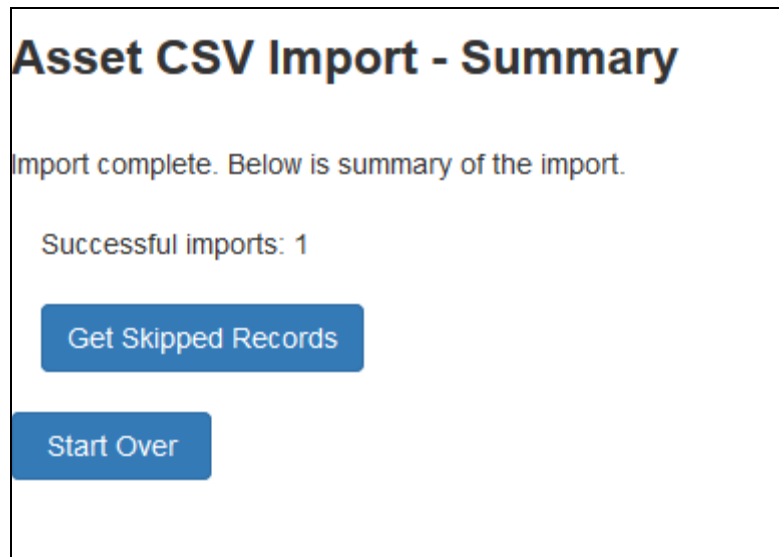 Asset CSV Import - Summary
Import complete. Below is summary of the import.
Successful imports: 1
Get Skipped Records
Start Over